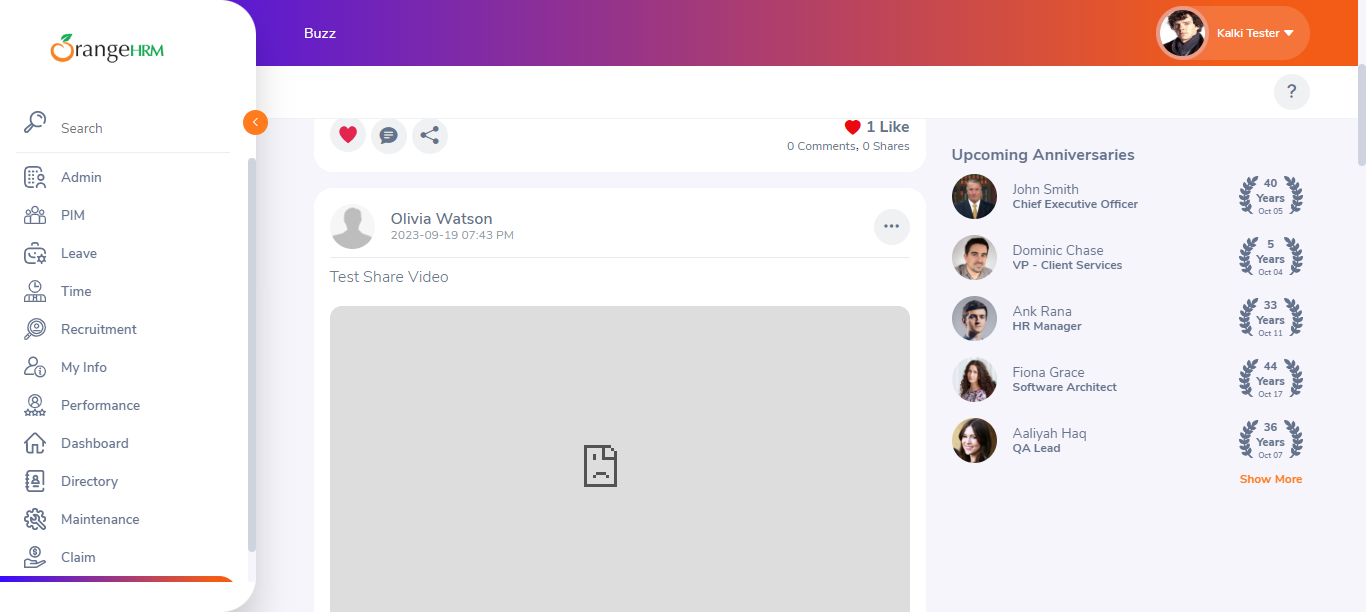 OrangeHRM
Search
Admin
PIM
Leave
Time
Recruitment
My Info
Performance
Dashboard
Directory
Maintenance
Claim
Buzz
Kalki Tester
?
1 Like
0 Comments, 0 Shares
Olivia Watson
2023-09-19 07:43 PM
Test Share Video
Upcoming Anniversaries
John Smith
Chief Executive Officer
40
Years
Oct 05
Dominic Chase
VP - Client Services
5
Years
Oct 04
Ank Rana
HR Manager
33
Years
Oct 11
Fiona Grace
Software Architect
44
Years
Oct 17
Aaliyah Haq
QA Lead
36
Years
Oct 07
Show More